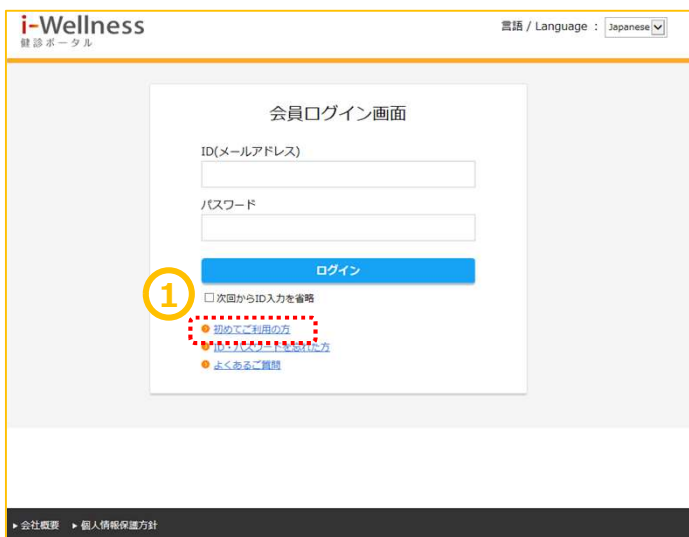 i-Wellness
健診ポータル
言語 / Language : Japanese
会員ログイン画面
ID(メールアドレス)
パスワード
ログイン
①
次回からID入力を省略
初めてご利用の方
ID・パスワードを忘れた方
よくあるご質問
会社概要 個人情報保護方針